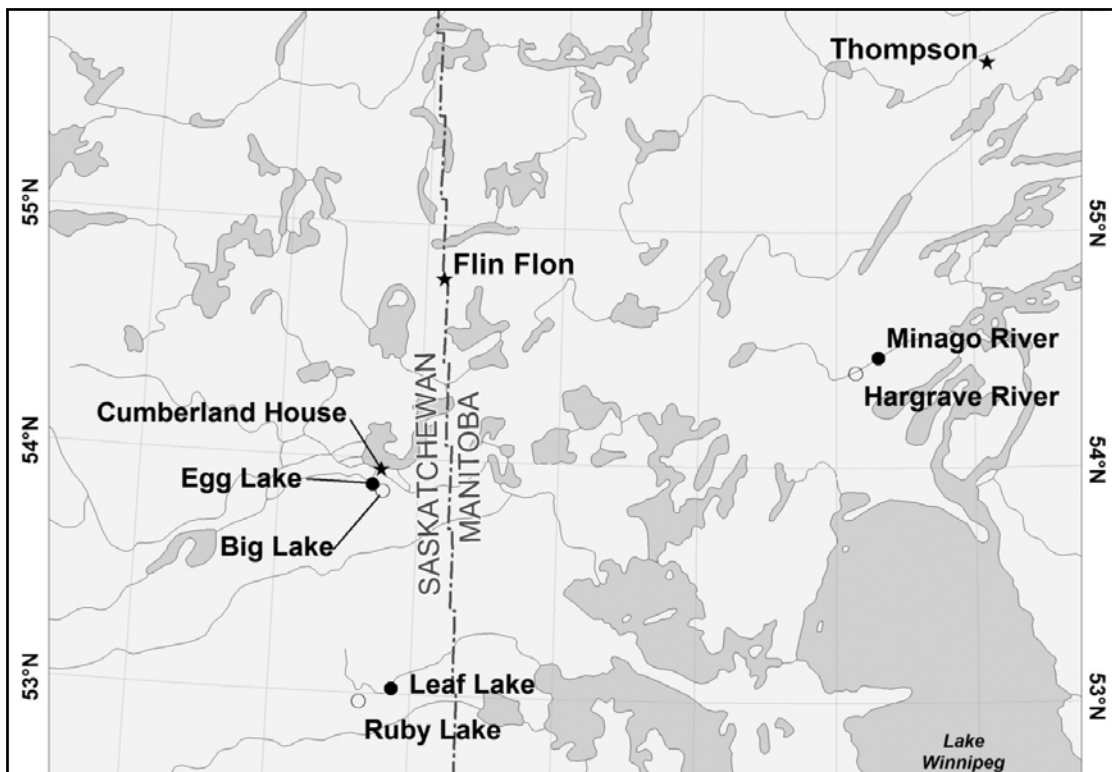 Thompson
55°N
55°N
Flin Flon
Minago River
Hargrave River
SASKATCHEWAN
MANITOBA
Cumberland House
54°N
54°N
Egg Lake
Big Lake
53°N
53°N
Leaf Lake
Ruby Lake
Lake
Winnipeg